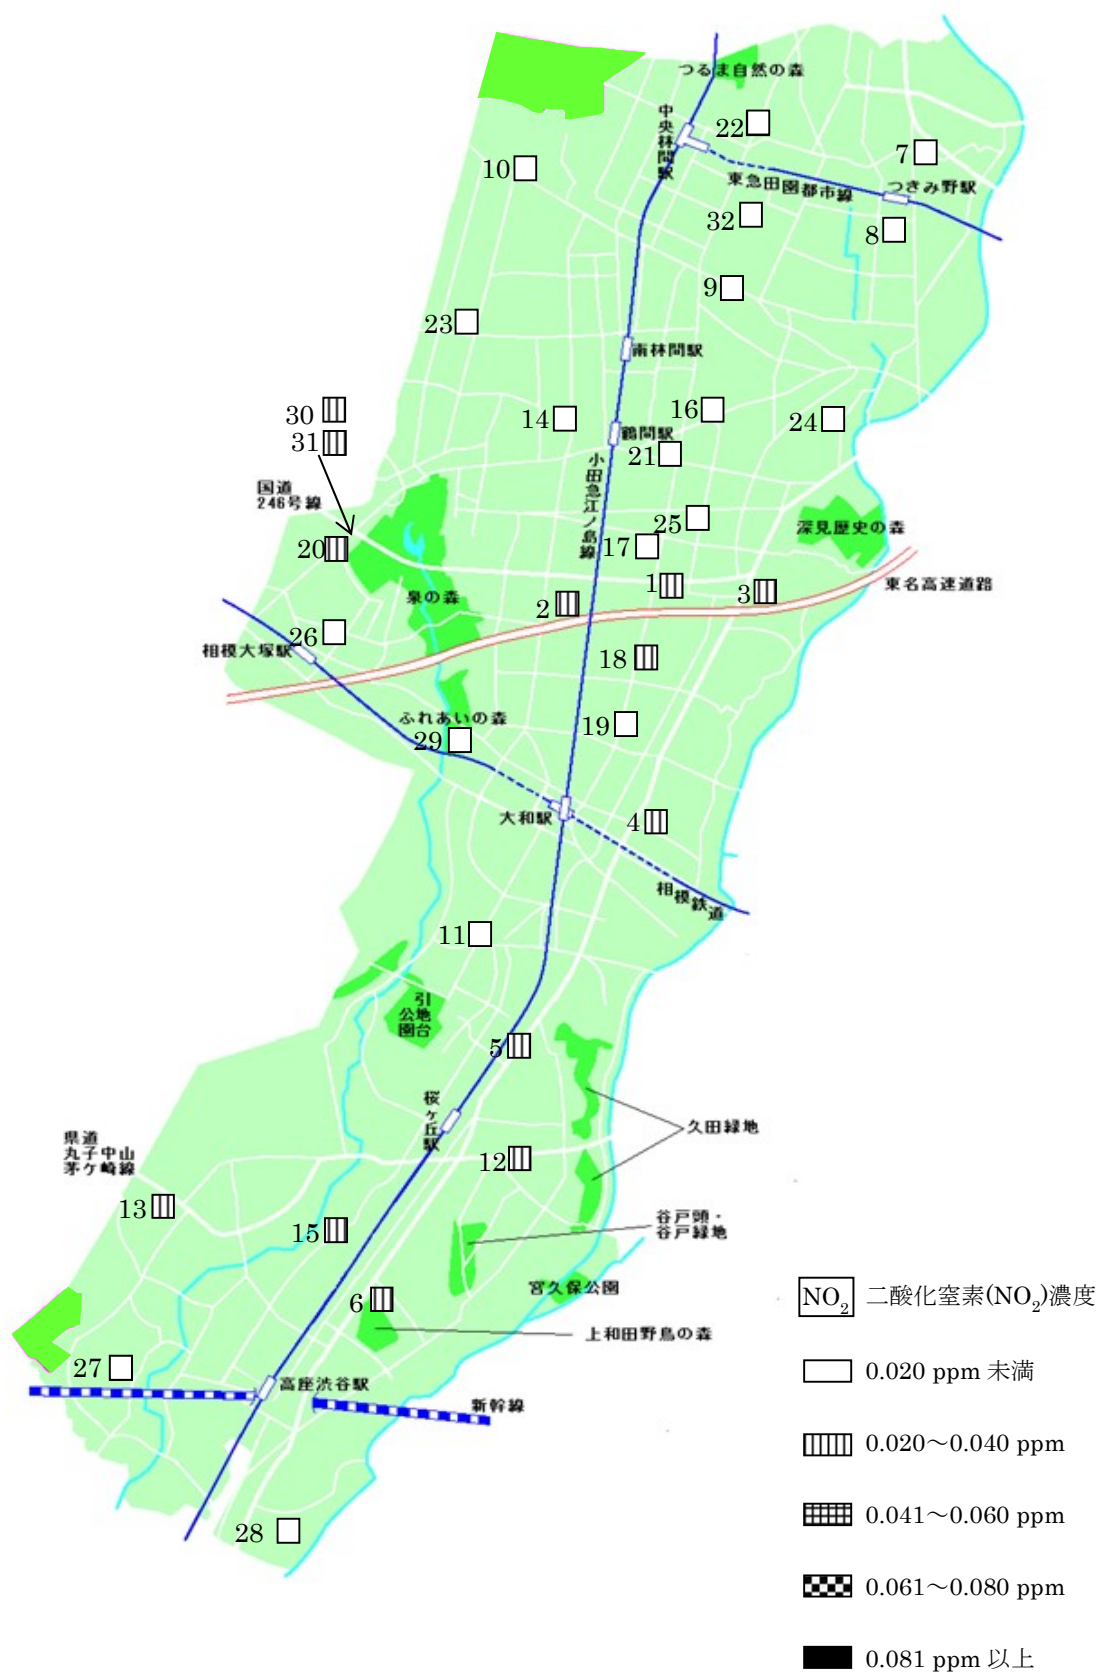 つるま自然の森
中央林間駅
22
7
10
東急田園都市線
つきみ野駅
32
8
9
23
南林間駅
30
14
16
24
鶴間駅
31
21
小田急江ノ島線
国道
246号線
25
深見歴史の森
20
17
東名高速道路
1
3
泉の森
2
26
相模大塚駅
18
ふれあいの森
19
29
大和駅
4
相模鉄道
11
引地台
公園
5
桜ヶ丘駅
久田緑地
県道
丸子中山
茅ケ崎線
12
13
谷戸頭・
谷戸緑地
15
宮久保公園
6
NO2 二酸化窒素(NO2)濃度
上和田野鳥の森
27
0.020 ppm 未満
高座渋谷駅
新幹線
0.020～0.040 ppm
0.041～0.060 ppm
28
0.061～0.080 ppm
0.081 ppm 以上